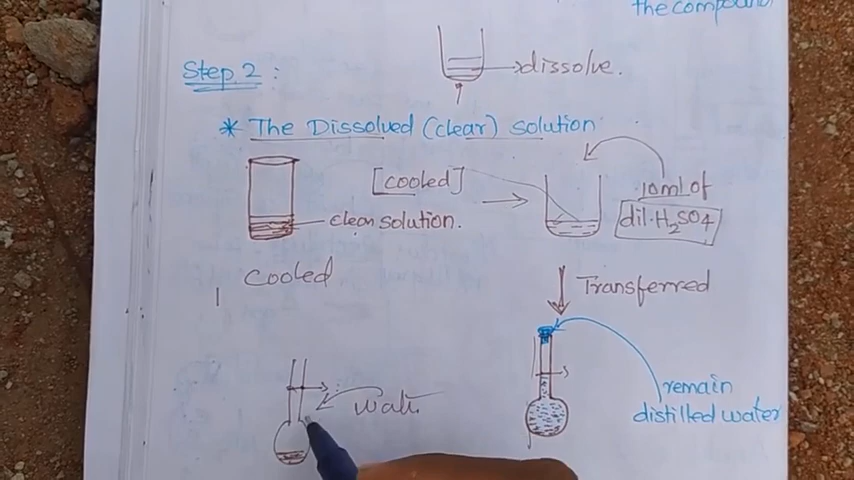 the compound
Step 2 :
dissolve.
* The Dissolved (clear) solution
[cooled]
10ml of
dil. H2SO4
clean solution.
Cooled
Transferred
remain
distilled water